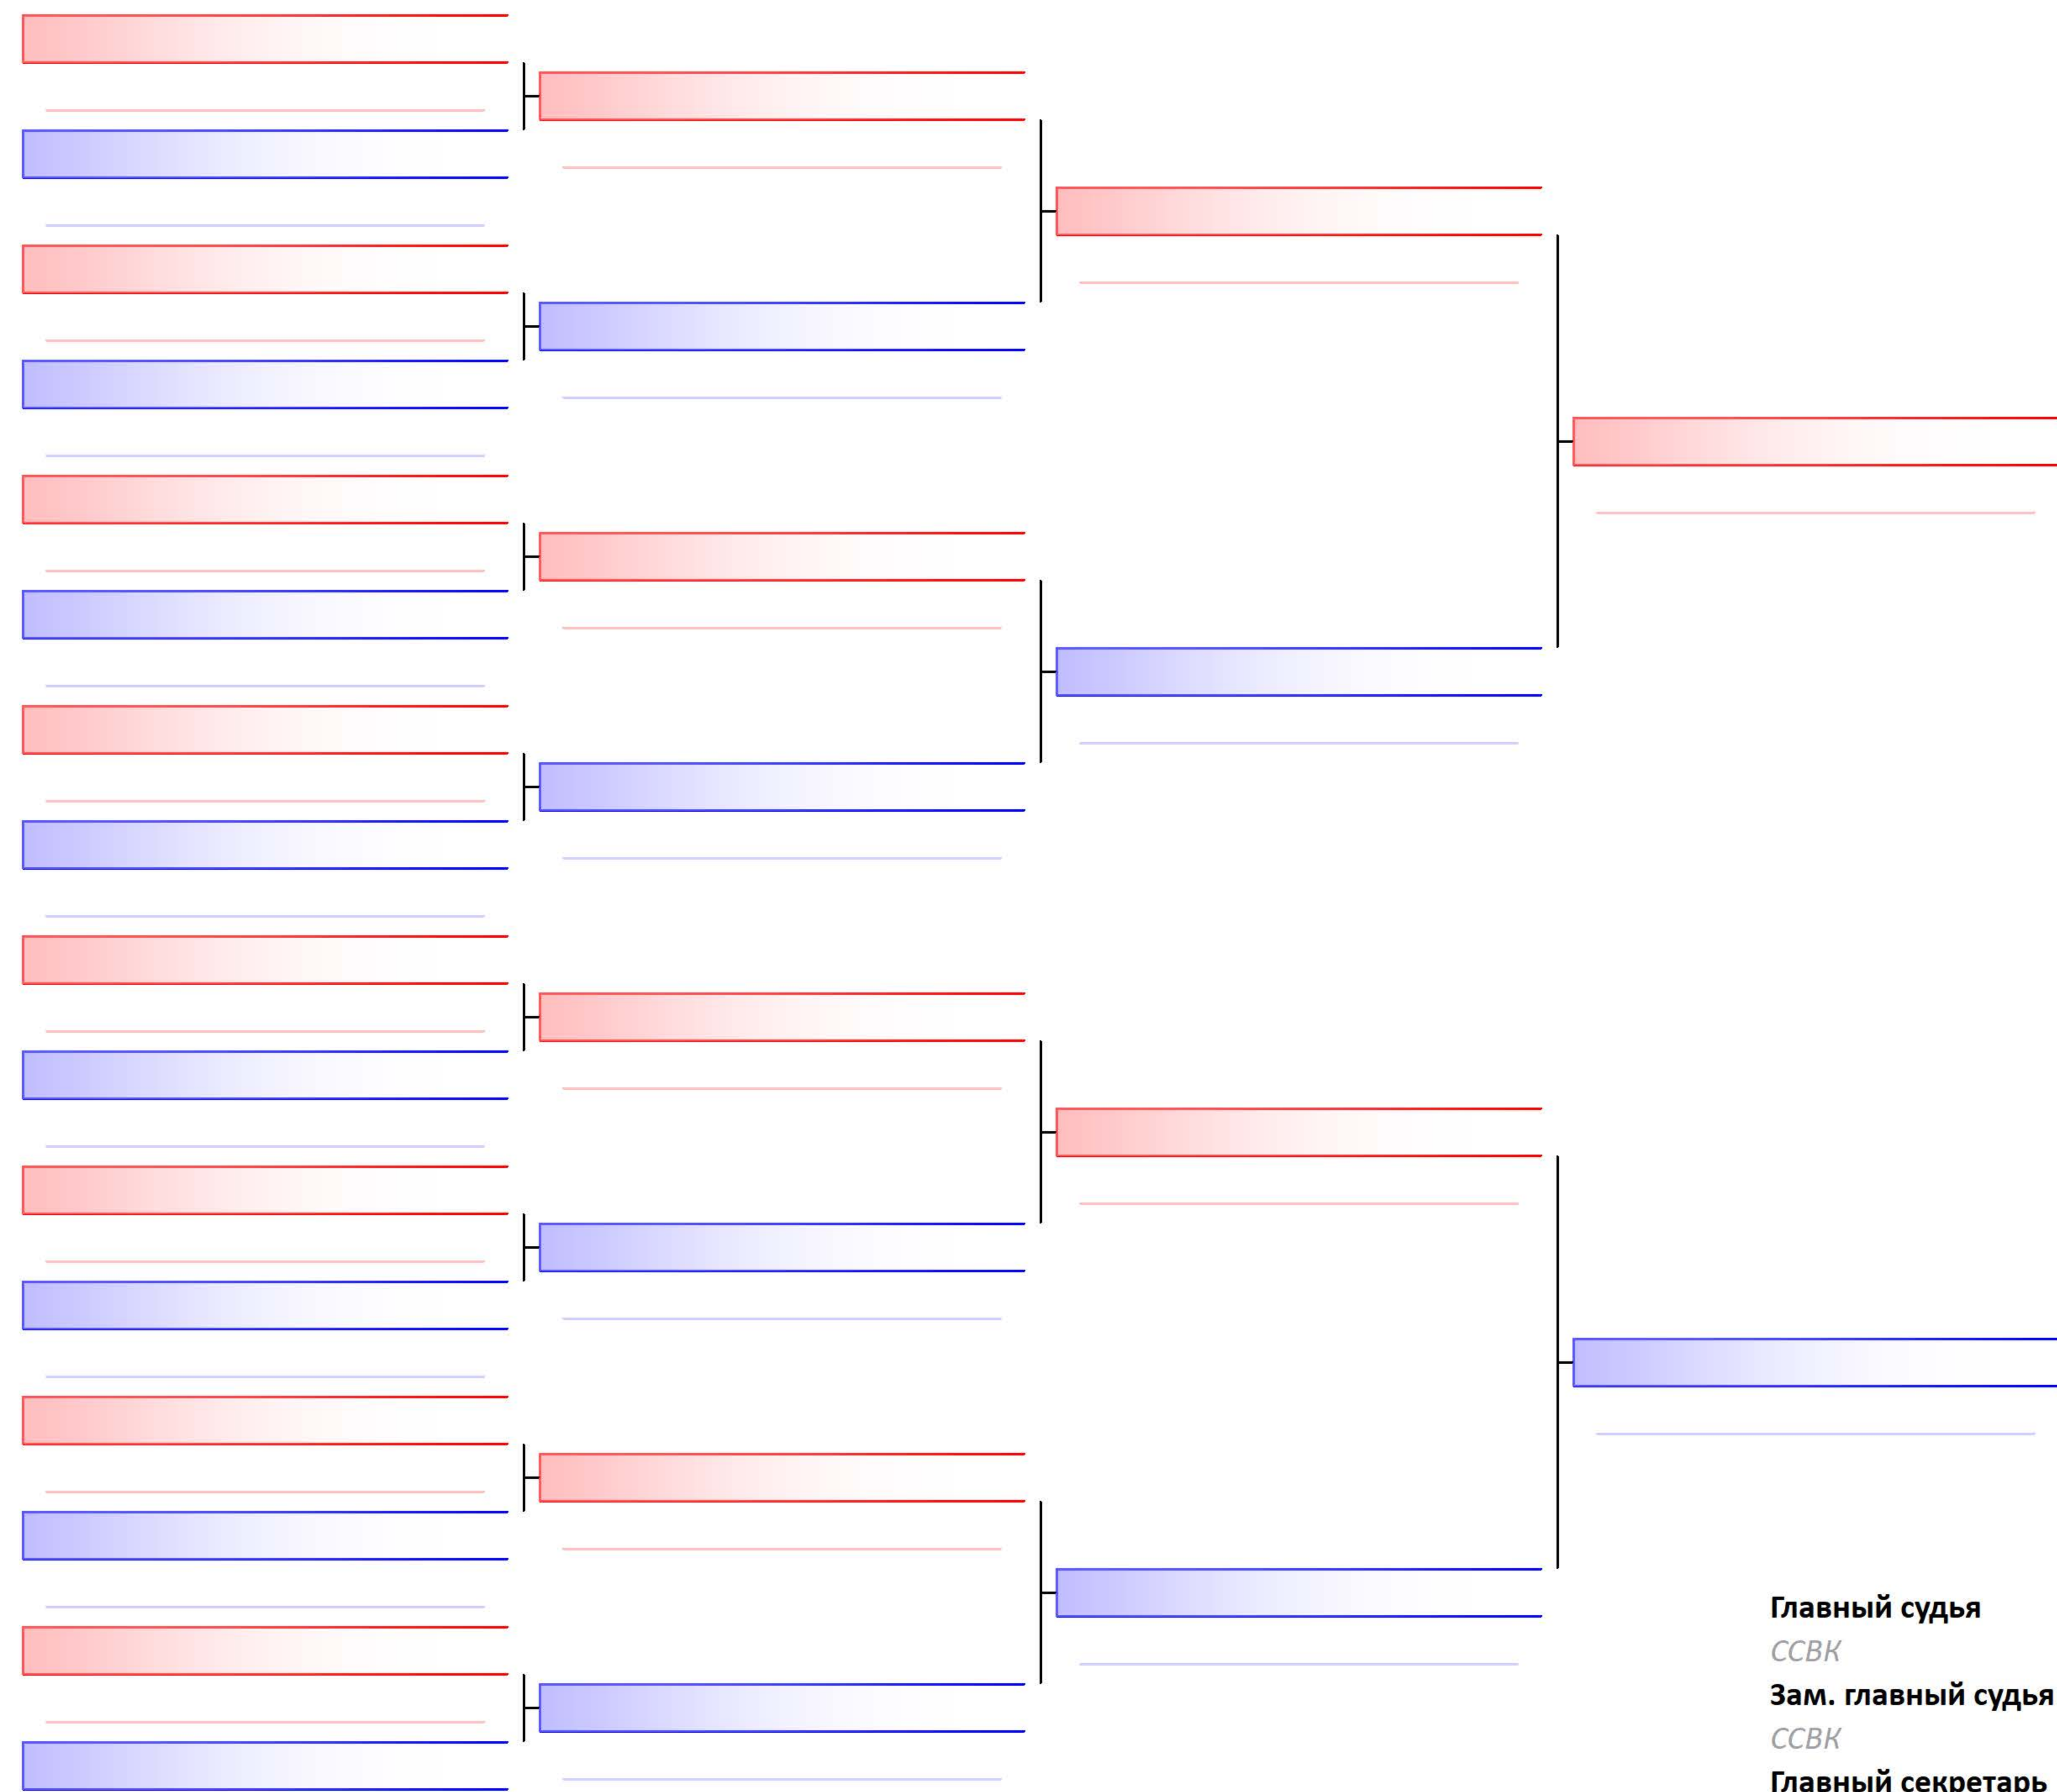 Главный судья
ССВК
Зам. главный судья
ССВК
Главный секретарь